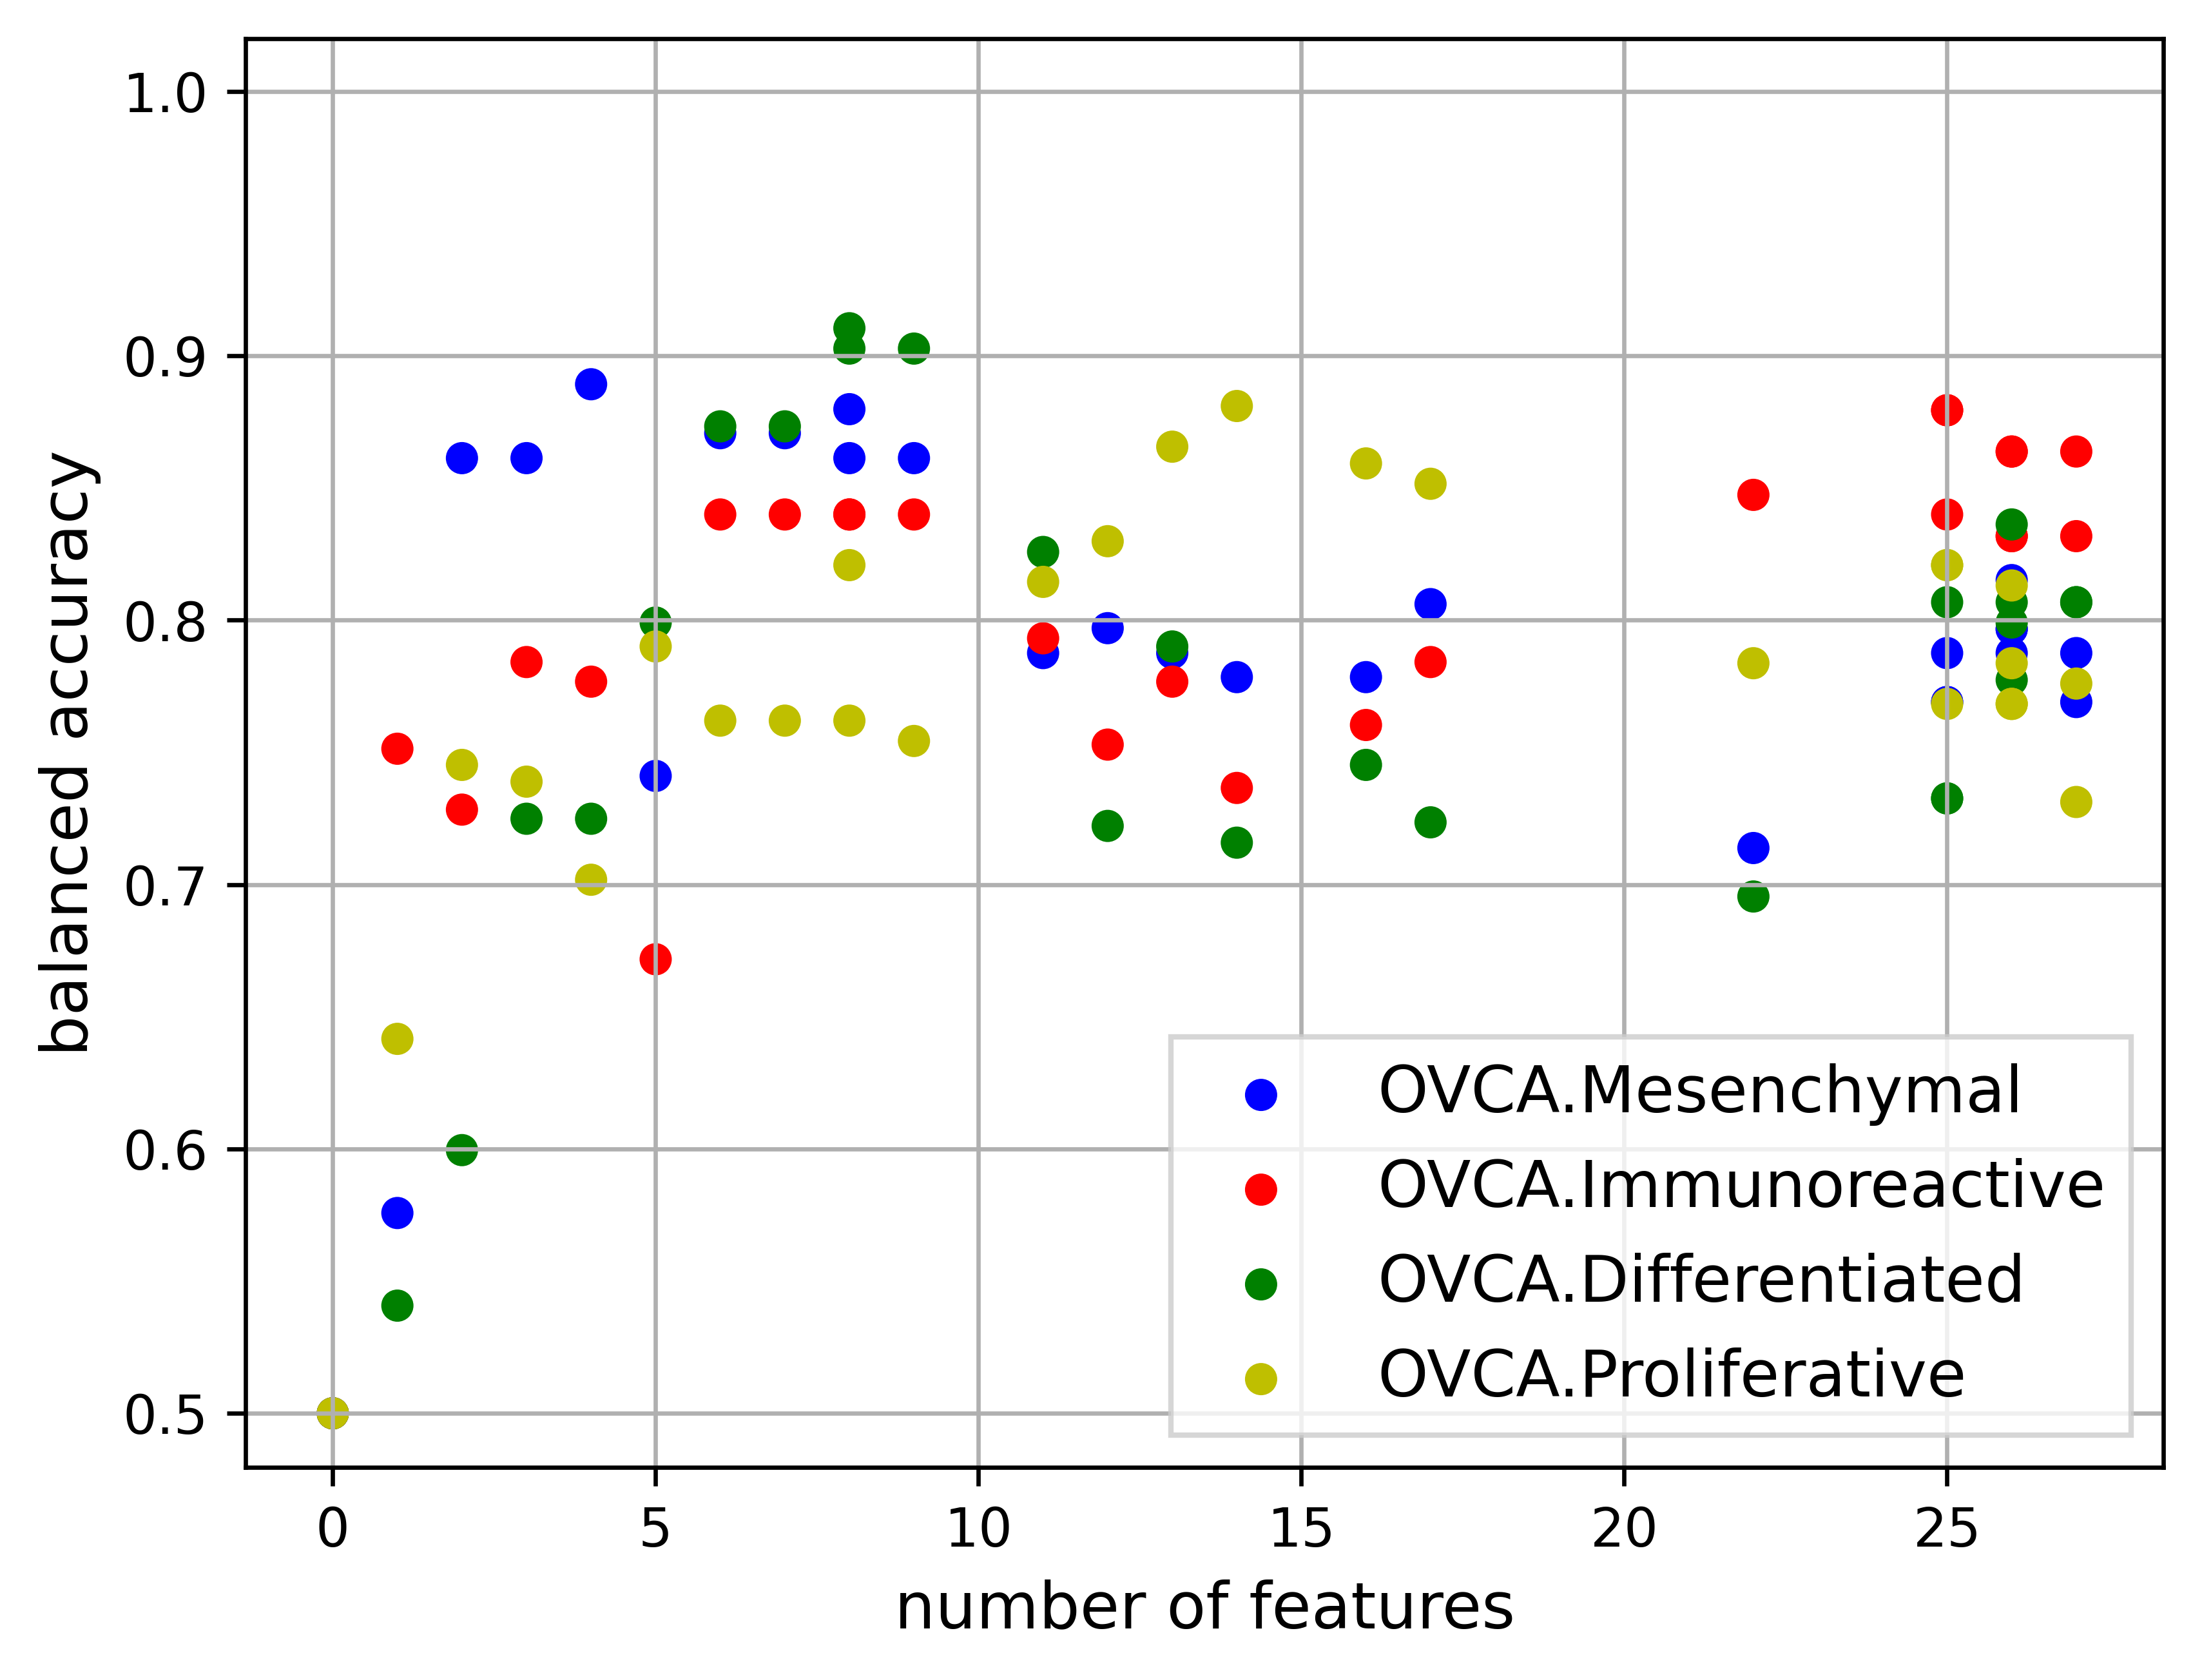 1.0
0.9
0.8
0.7
0.6
0.5
balanced accuracy
OVCA.Mesenchymal
OVCA.Immunoreactive
OVCA.Differentiated
OVCA.Proliferative
0 5 10 15 20 25
number of features